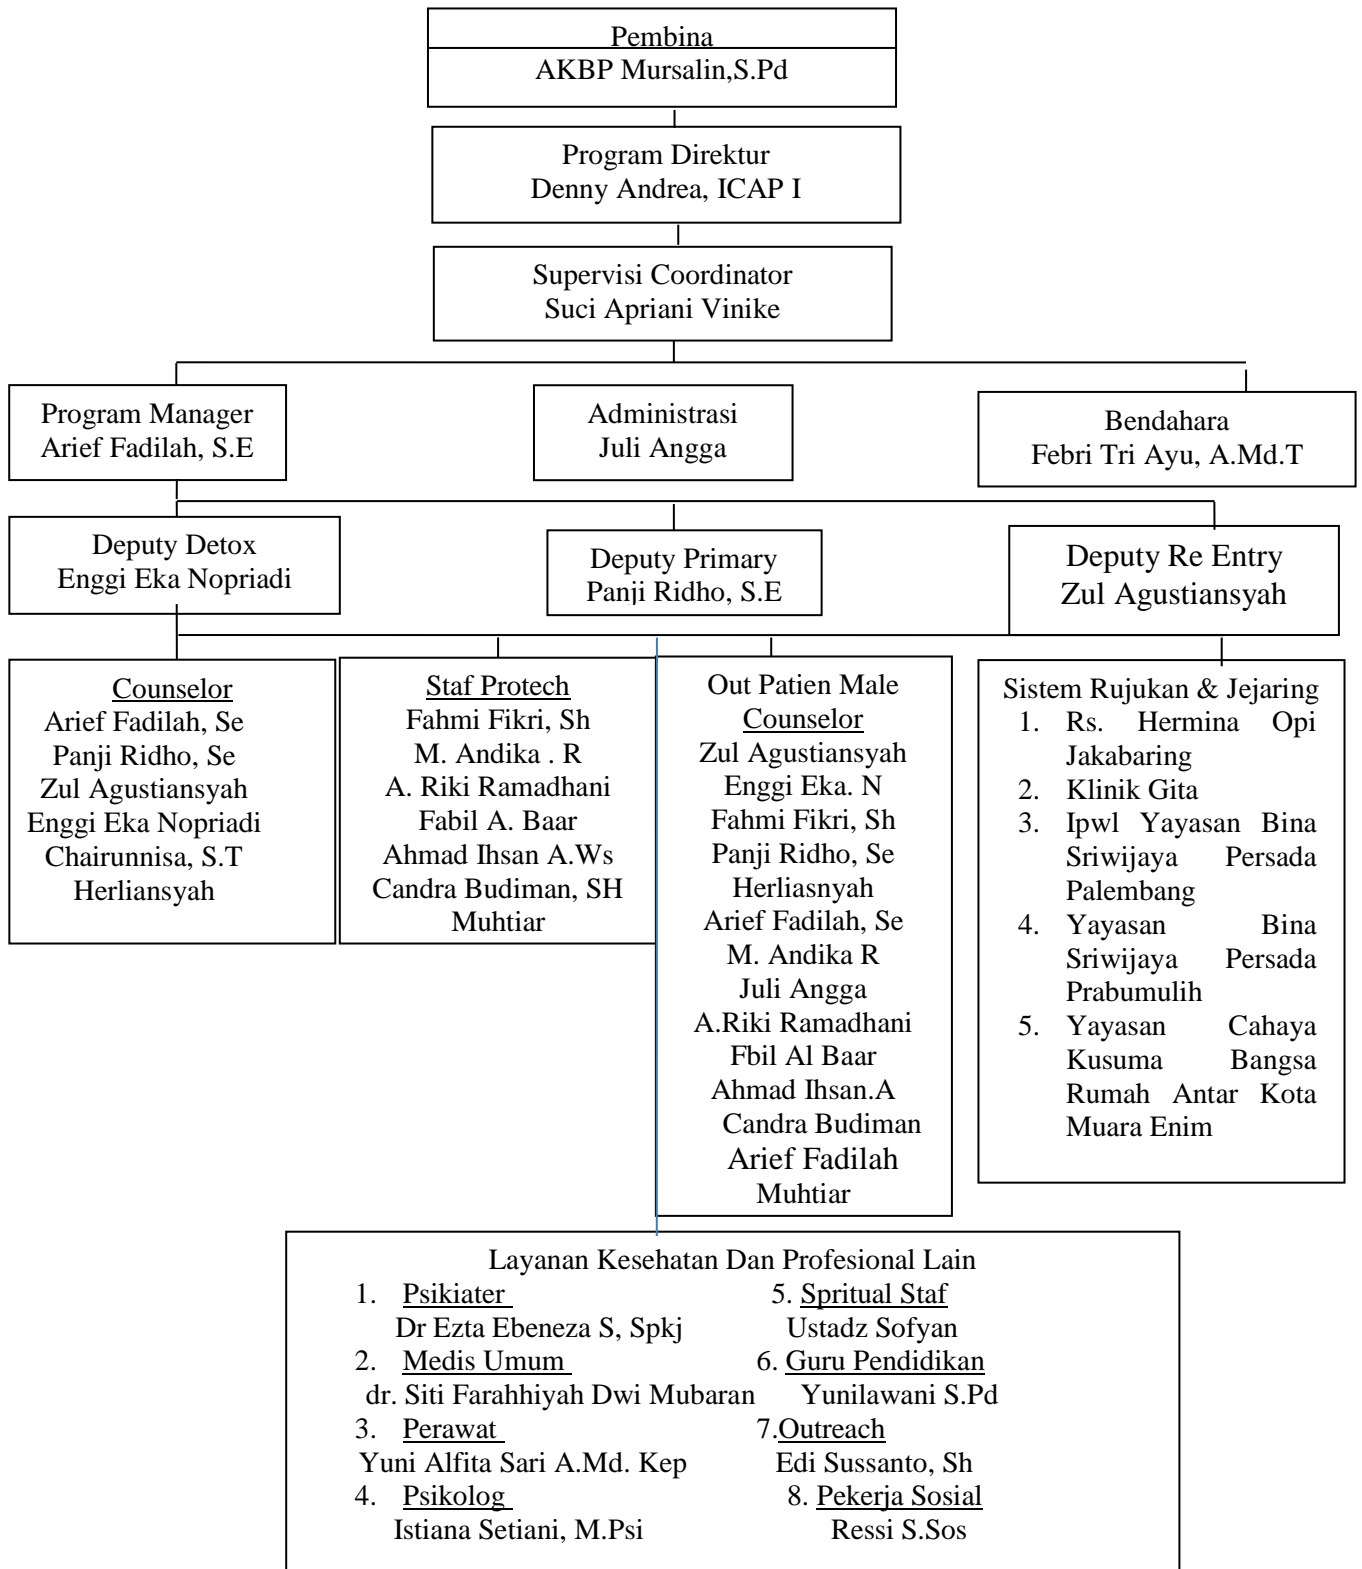 Pembina
AKBP Mursalin,S.Pd
Program Direktur
Denny Andrea, ICAP I
Supervisi Coordinator
Suci Apriani Vinike
Program Manager
Arief Fadilah, S.E
Administrasi
Juli Angga
Bendahara
Febri Tri Ayu, A.Md.T
Deputy Detox
Enggi Eka Nopriadi
Deputy Primary
Panji Ridho, S.E
Deputy Re Entry
Zul Agustiansyah
Counselor
Arief Fadilah, Se
Panji Ridho, Se
Zul Agustiansyah
Enggi Eka Nopriadi
Chairunnisa, S.T
Herliansyah
Staf Protech
Fahmi Fikri, Sh
M. Andika . R
A. Riki Ramadhani
Fabil A. Baar
Ahmad Ihsan A.Ws
Candra Budiman, SH
Muhtiar
Out Patien Male
Counselor
Zul Agustiansyah
Enggi Eka. N
Fahmi Fikri, Sh
Panji Ridho, Se
Herliasnyah
Arief Fadilah, Se
M. Andika R
Juli Angga
A.Riki Ramadhani
Fbil Al Baar
Ahmad Ihsan.A
Candra Budiman
Arief Fadilah
Muhtiar
Sistem Rujukan & Jejaring
1. Rs. Hermina Opi
Jakabaring
2. Klinik Gita
3. Ipwl Yayasan Bina
Sriwijaya Persada
Palembang
4. Yayasan Bina
Sriwijaya Persada
Prabumulih
5. Yayasan Cahaya
Kusuma Bangsa
Rumah Antar Kota
Muara Enim
Layanan Kesehatan Dan Profesional Lain
1. Psikiater
Dr Ezta Ebeneza S, Spkj
2. Medis Umum
dr. Siti Farahhiyah Dwi Mubaran
3. Perawat
Yuni Alfita Sari A.Md. Kep
4. Psikolog
Istiana Setiani, M.Psi
5. Spritual Staf
Ustadz Sofyan
6. Guru Pendidikan
Yunilawani S.Pd
7.Outreach
Edi Sussanto, Sh
8. Pekerja Sosial
Ressi S.Sos